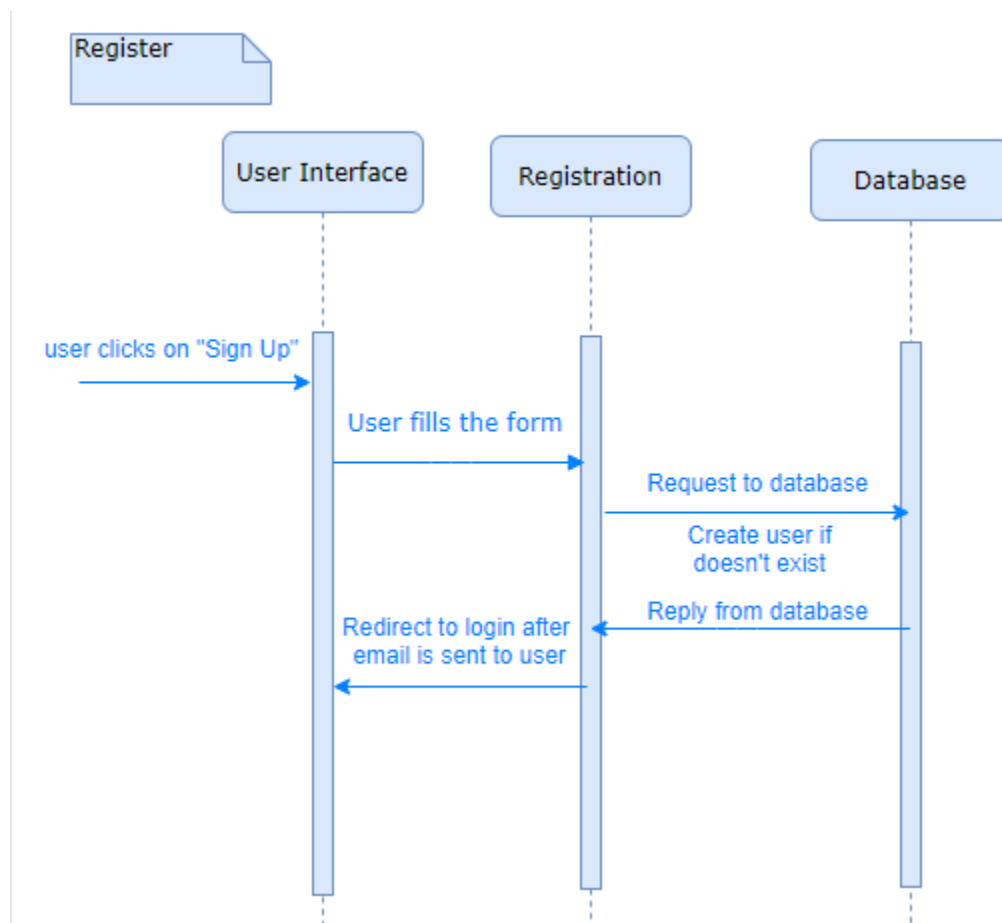 Register
User Interface
Registration
Database
user clicks on "Sign Up"
User fills the form
Request to database
Create user if
doesn't exist
Reply from database
Redirect to login after
email is sent to user